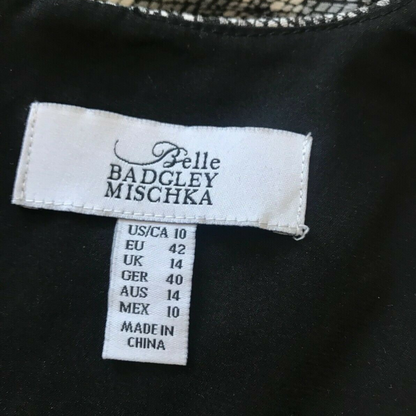 Belle
BADGLEY
MISCHKA
US/CA 10
EU 42
UK 14
GER 40
AUS 14
MEX 10
MADE IN
CHINA